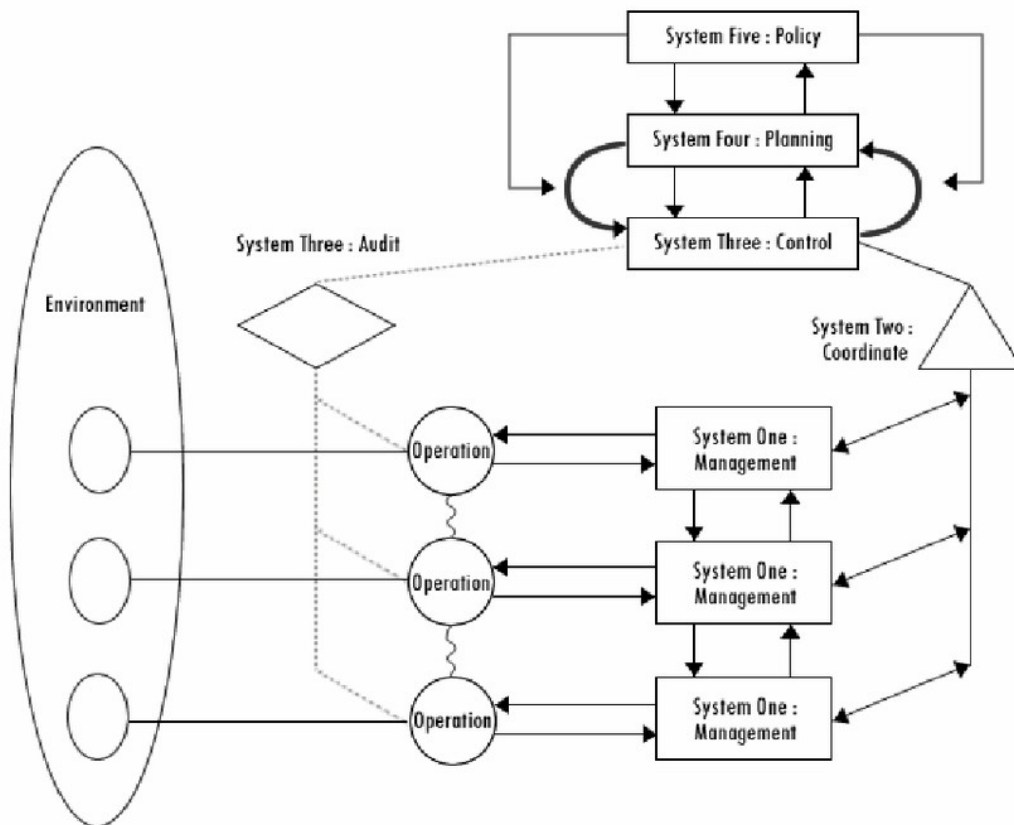 System Five : Policy
System Four : Planning
System Three : Control
System Three : Audit
Environment
System Two :
Coordinate
Operation
System One :
Management
Operation
System One :
Management
Operation
System One :
Management